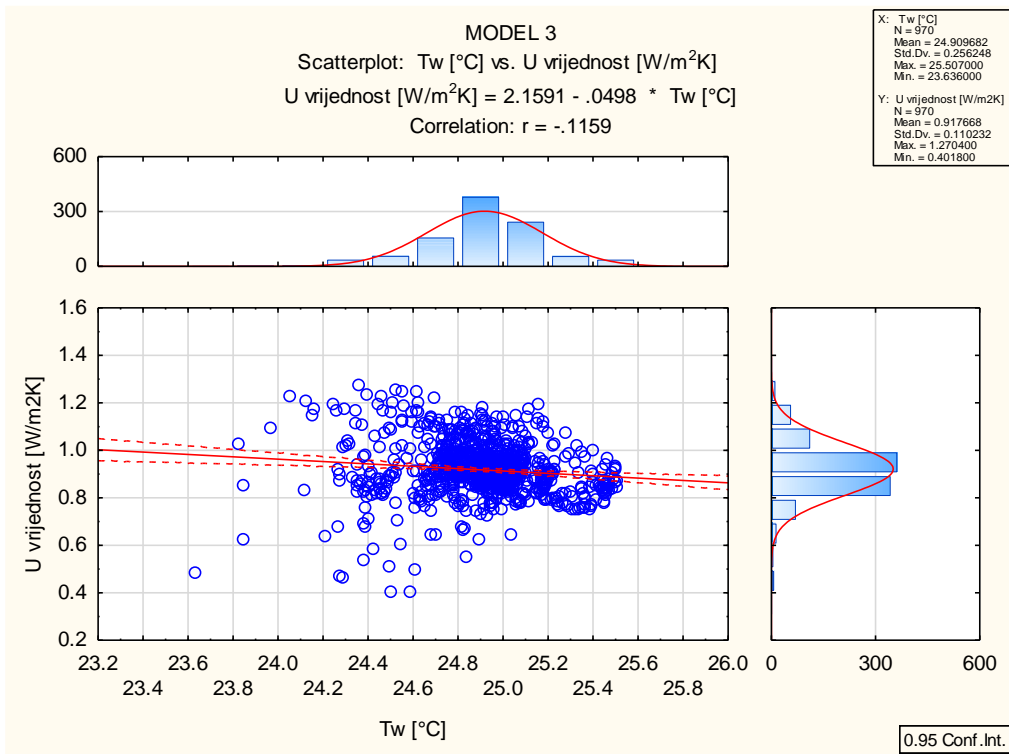 MODEL 3
Scatterplot: Tw [°C] vs. U vrijednost [W/m²K]
U vrijednost [W/m²K] = 2.1591 - .0498 * Tw [°C]
Correlation: r = -.1159
X: Tw [°C]
N = 970
Mean = 24.909682
Std.Dv. = 0.256248
Max. = 25.507000
Min. = 23.636000
Y: U vrijednost [W/m2K]
N = 970
Mean = 0.917668
Std.Dv. = 0.110232
Max. = 1.270400
Min. = 0.401800
600
300
0
1.6
1.4
1.2
1.0
0.8
0.6
0.4
0.2
U vrijednost [W/m2K]
23.2 23.6 24.0 24.4 24.8 25.2 25.6 26.0
23.4 23.8 24.2 24.6 25.0 25.4 25.8
Tw [°C]
0 300 600
0.95 Conf.Int.